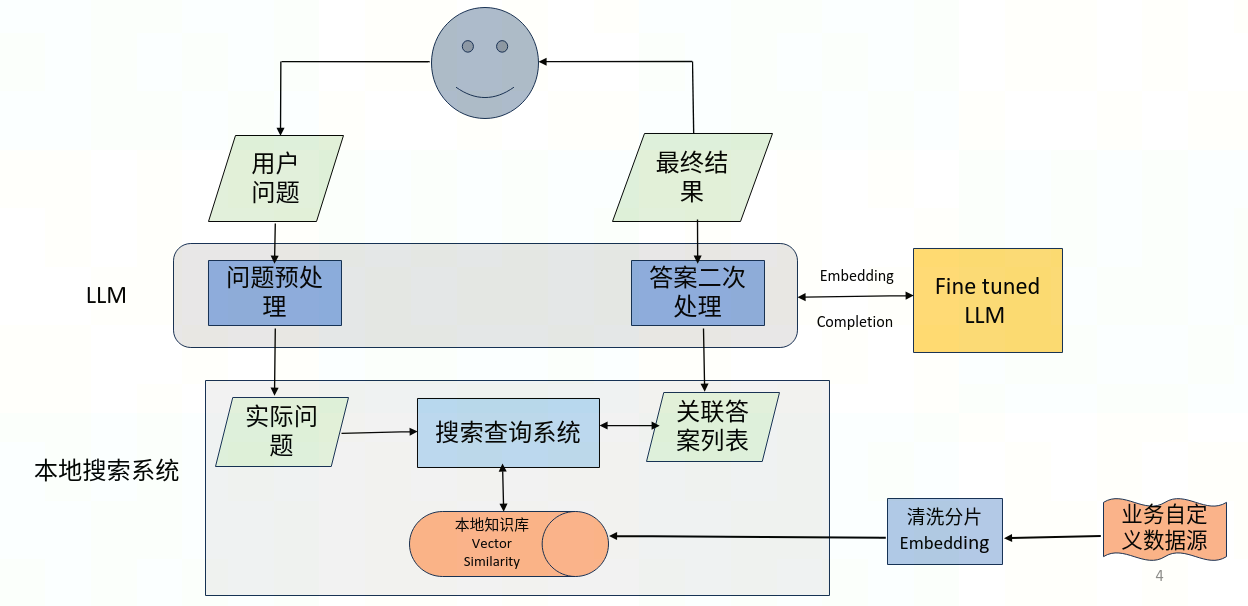 用户
问题
最终结
果
LLM
问题预处
理
答案二次
处理
Embedding
Completion
Fine tuned
LLM
本地搜索系统
实际问
题
搜索查询系统
关联答
案列表
本地知识库
Vector
Similarity
清洗分片
Embedding
业务自定
义数据源
4